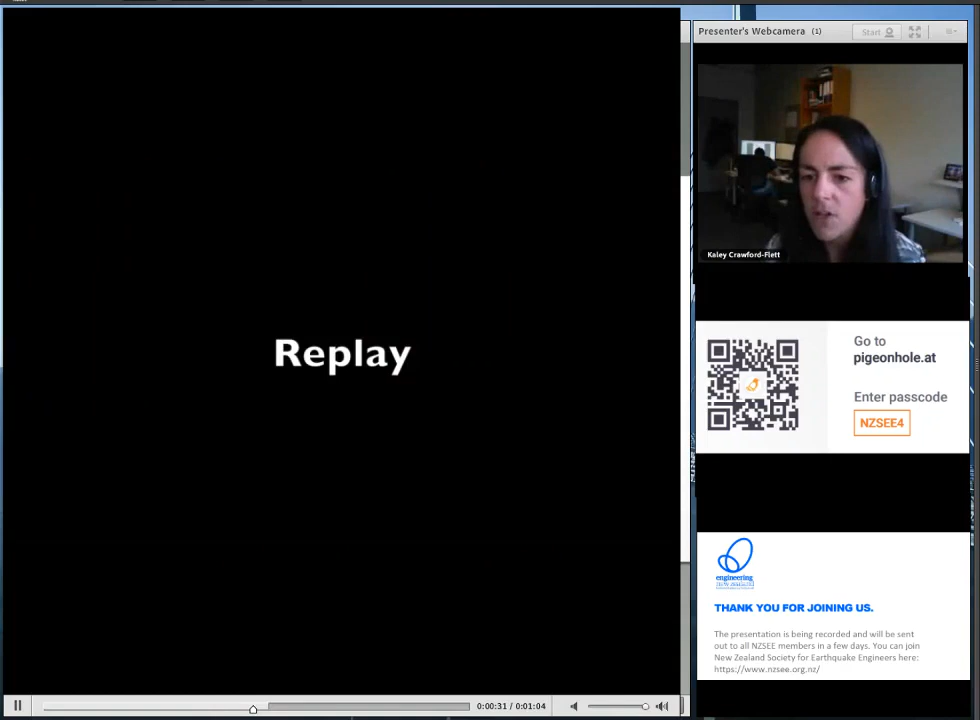 Replay
0:00:31 / 0:01:04
Presenter's Webcamera (1)
Start
Kaley Crawford-Flett
Go to
pigeonhole.at
Enter passcode
NZSEE4
engineering
NEW ZEALAND
THANK YOU FOR JOINING US.
The presentation is being recorded and will be sent
out to all NZSEE members in a few days. You can join
New Zealand Society for Earthquake Engineers here:
https://www.nzsee.org.nz/